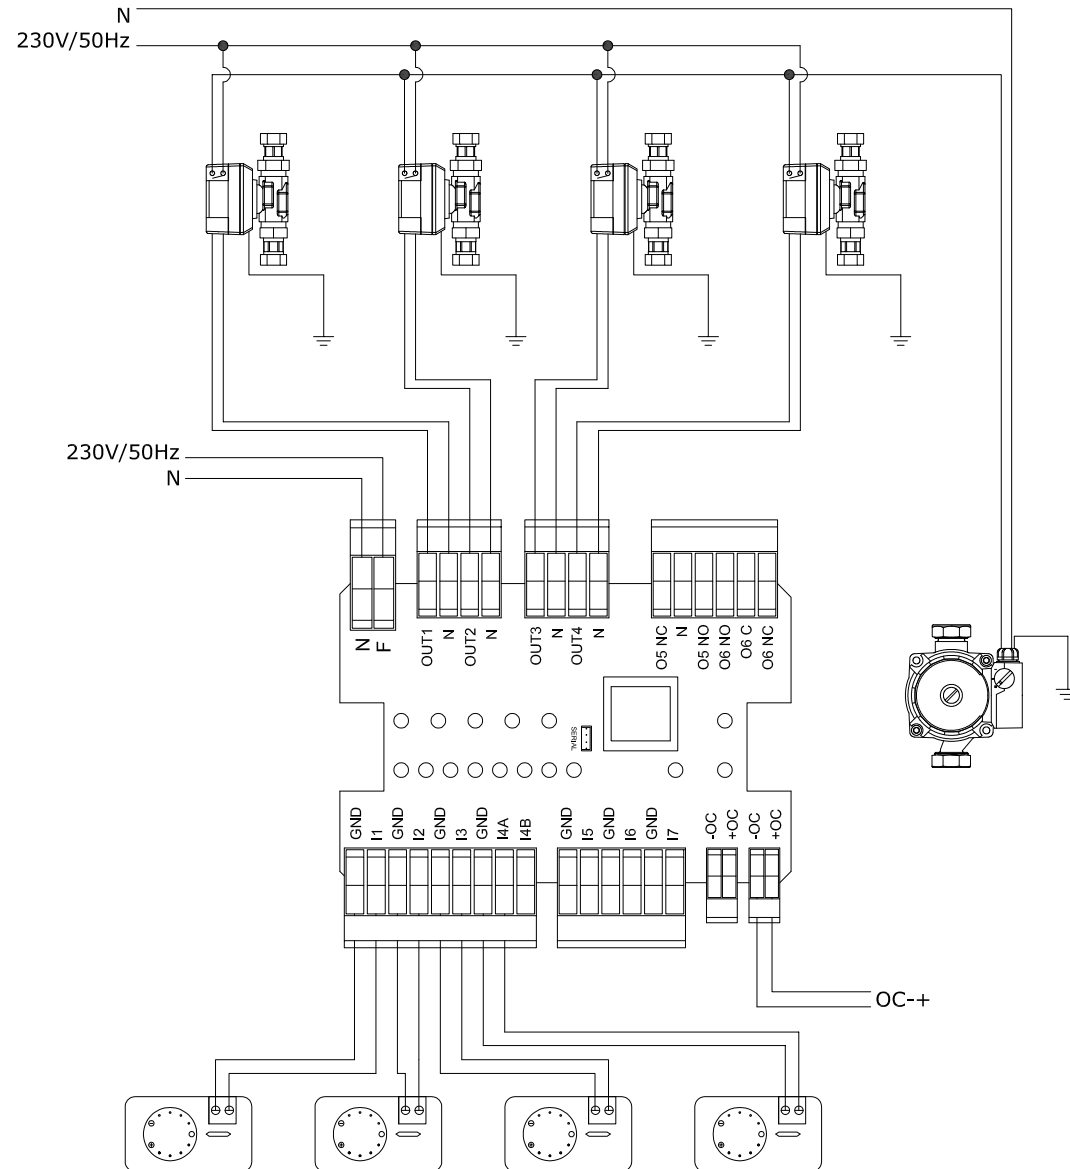 N
230V/50Hz
230V/50Hz
N
N
F
OUT1
N
OUT2
N
OUT3
N
OUT4
N
O5 NC
N
O5 NO
O6 NO
O6 C
O6 NC
SERIAL
GND
I1
GND
I2
GND
I3
GND
I4A
I4B
GND
I5
GND
I6
GND
I7
-OC
+OC
-OC
+OC
OC-+